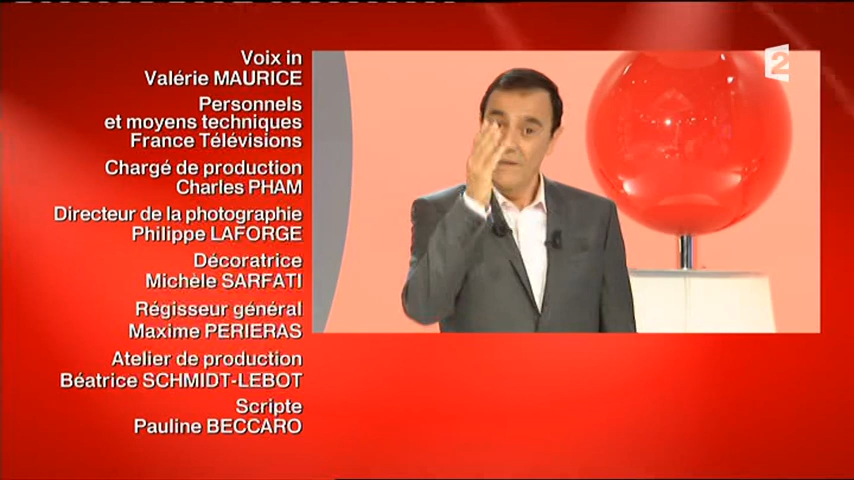 Voix in
Valérie MAURICE
Personnels
et moyens techniques
France Télévisions
Chargé de production
Charles PHAM
Directeur de la photographie
Philippe LAFORGE
Décoratrice
Michèle SARFATI
Régisseur général
Maxime PERIERAS
Atelier de production
Béatrice SCHMIDT-LEBOT
Scripte
Pauline BECCARO
2